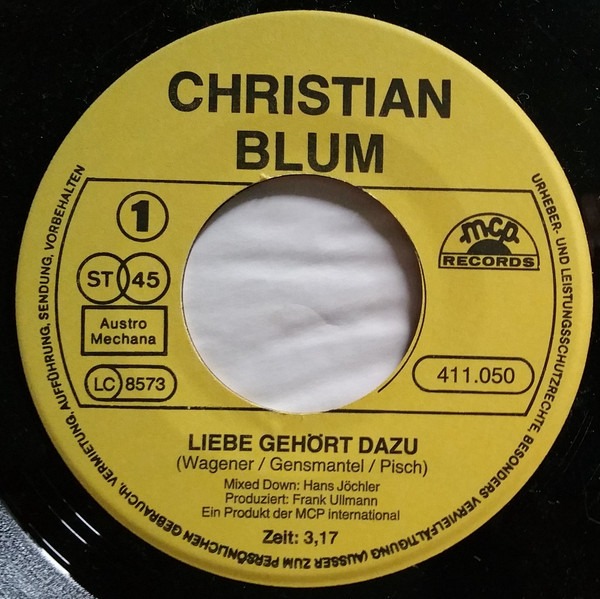 CHRISTIAN
BLUM
1
mcp
RECORDS
ST 45
Austro
Mechana
LC 8573
411.050
LIEBE GEHÖRT DAZU
(Wagener / Gensmantel / Pisch)
Mixed Down: Hans Jöchler
Produziert: Frank Ullmann
Ein Produkt der MCP international
Zeit: 3,17
URHEBER- UND LEISTUNGSSCHUTZRECHTE, BESONDERS VERVIELFÄLTIGUNG (AUSSER ZUM PERSÖNLICHEN GEBRAUCH), VERMIETUNG, AUFFÜHRUNG, SENDUNG, VORBEHALTEN